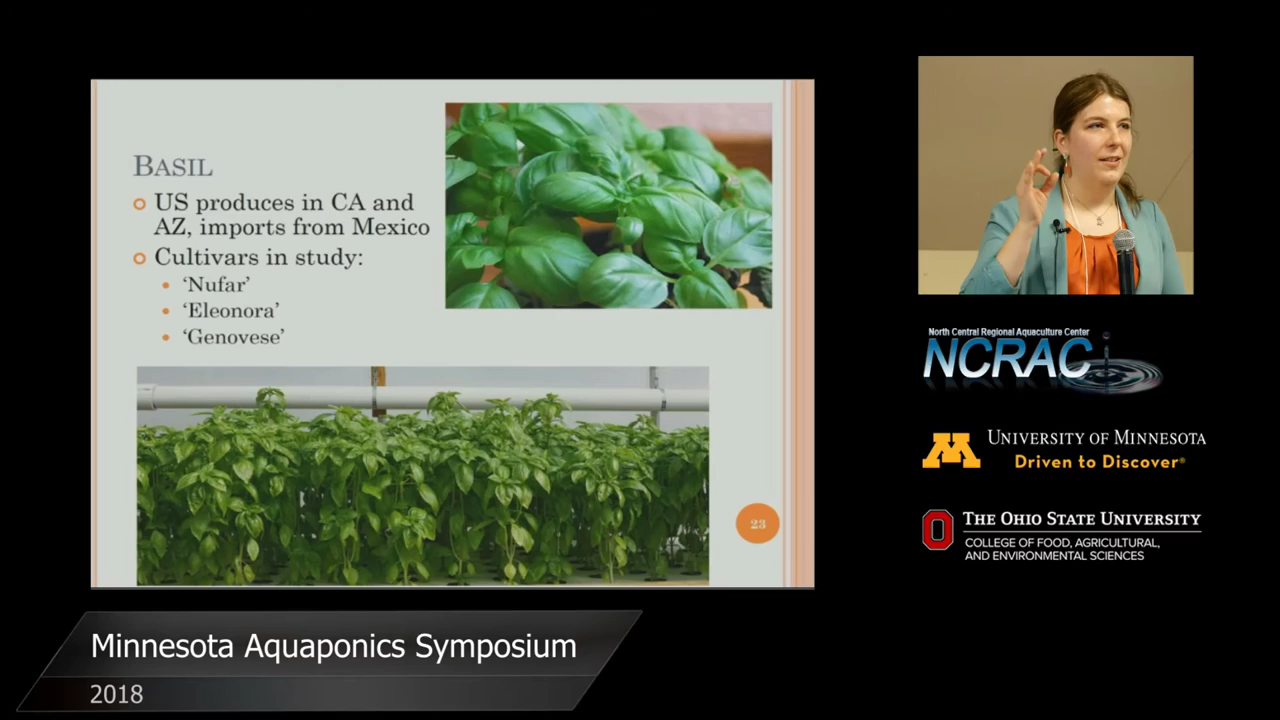 BASIL
US produces in CA and
AZ, imports from Mexico
Cultivars in study:
‘Nufar’
‘Eleonora’
‘Genovese’
23
North Central Regional Aquaculture Center
NCRAC
UNIVERSITY OF MINNESOTA
Driven to Discover®
THE OHIO STATE UNIVERSITY
COLLEGE OF FOOD, AGRICULTURAL,
AND ENVIRONMENTAL SCIENCES
Minnesota Aquaponics Symposium
2018